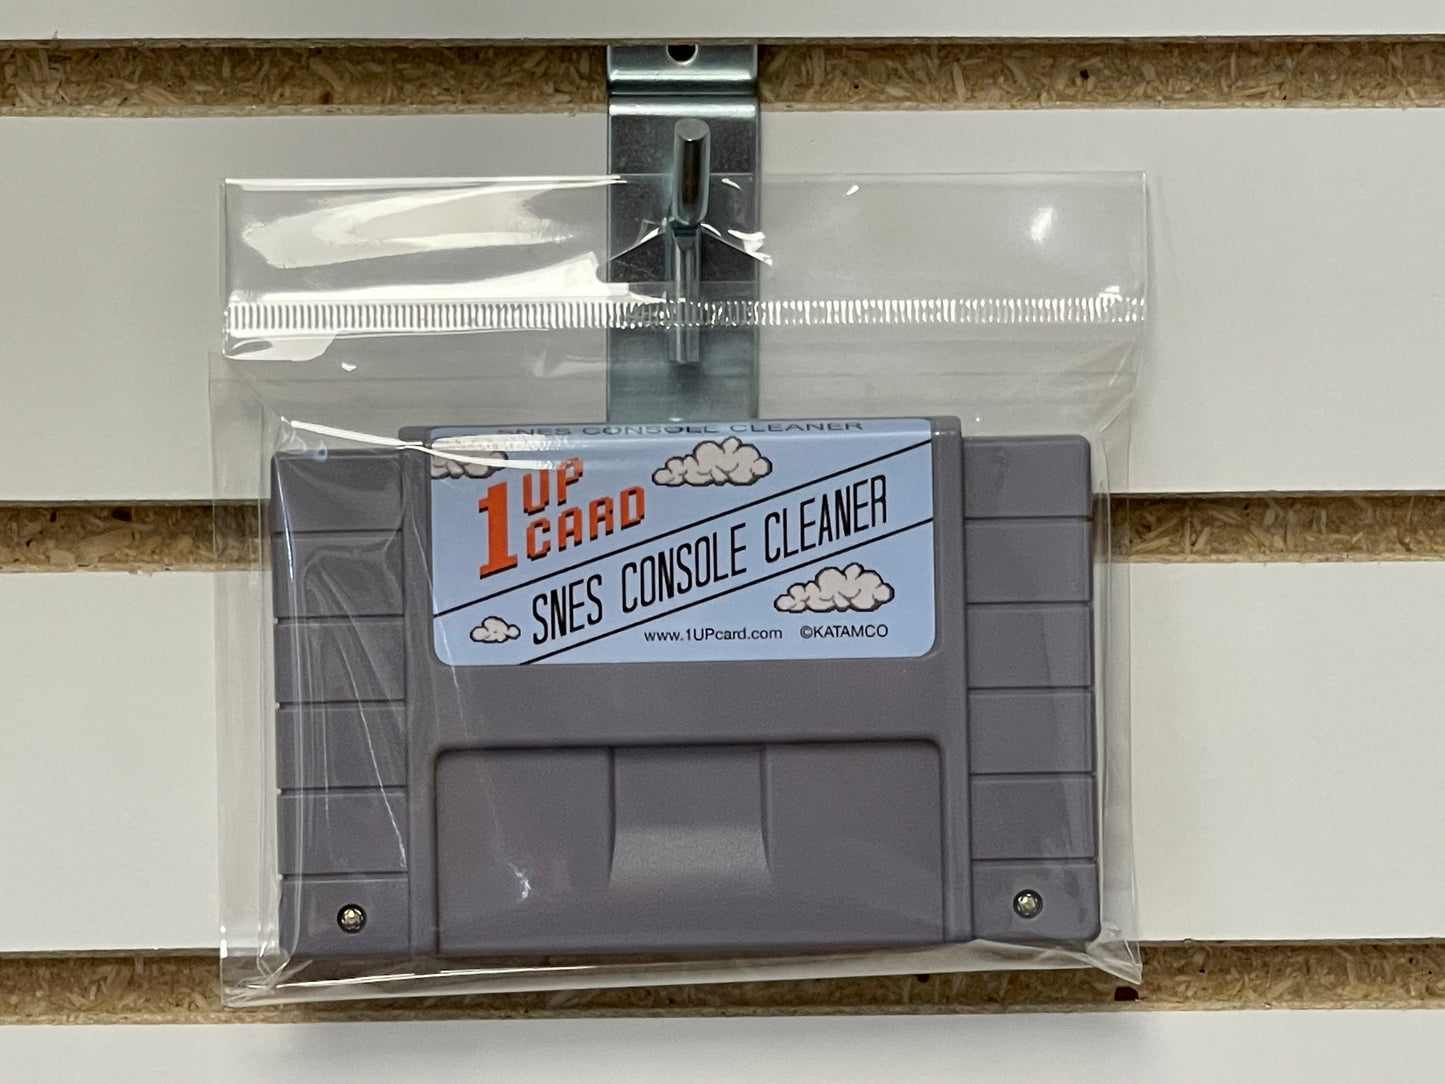 SNES CONSOLE CLEANER
1UP
CARD
SNES CONSOLE CLEANER
www.1UPcard.com ©KATAMCO